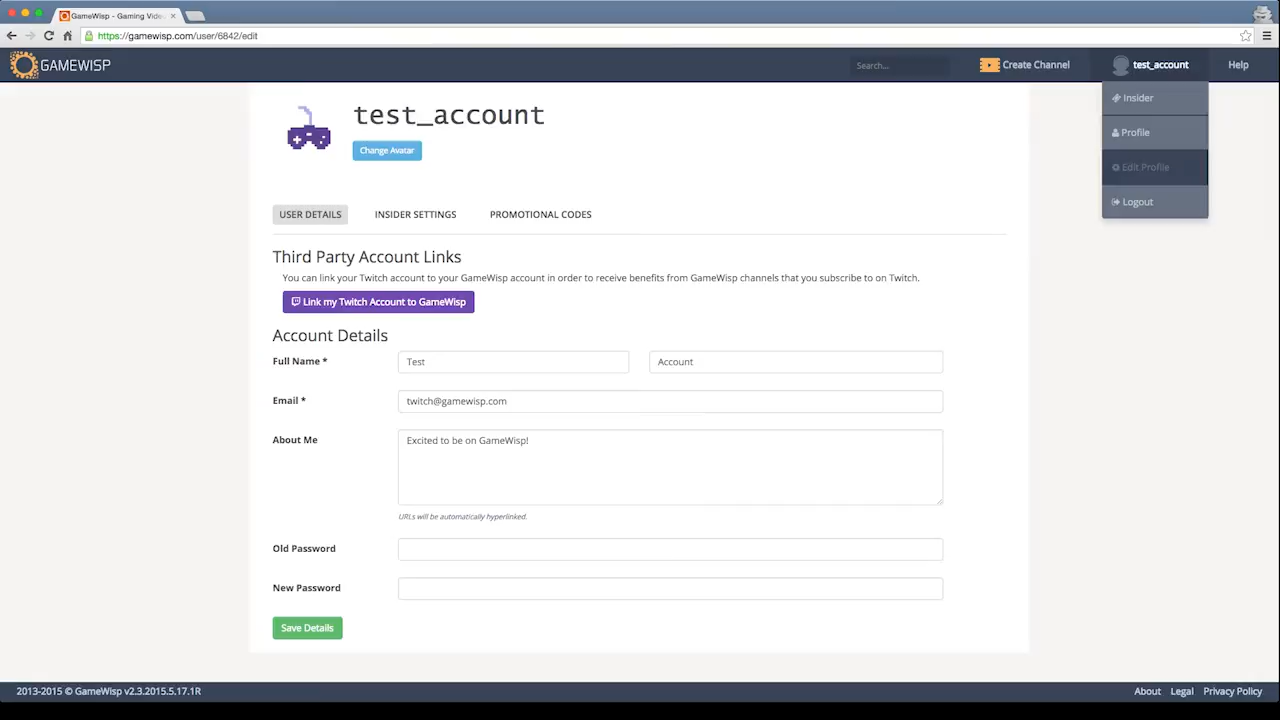 GameWisp - Gaming Vide
https://gamewisp.com/user/6842/edit
GAMEWISP
Search...
Create Channel
test_account
Help
Insider
Profile
Edit Profile
Logout
test_account
Change Avatar
USER DETAILS
INSIDER SETTINGS
PROMOTIONAL CODES
Third Party Account Links
You can link your Twitch account to your GameWisp account in order to receive benefits from GameWisp channels that you subscribe to on Twitch.
Link my Twitch Account to GameWisp
Account Details
Full Name *
Test
Account
Email *
twitch@gamewisp.com
About Me
Excited to be on GameWisp!
URLs will be automatically hyperlinked.
Old Password
New Password
Save Details
2013-2015 © GameWisp v2.3.2015.5.17.1R
About
Legal
Privacy Policy